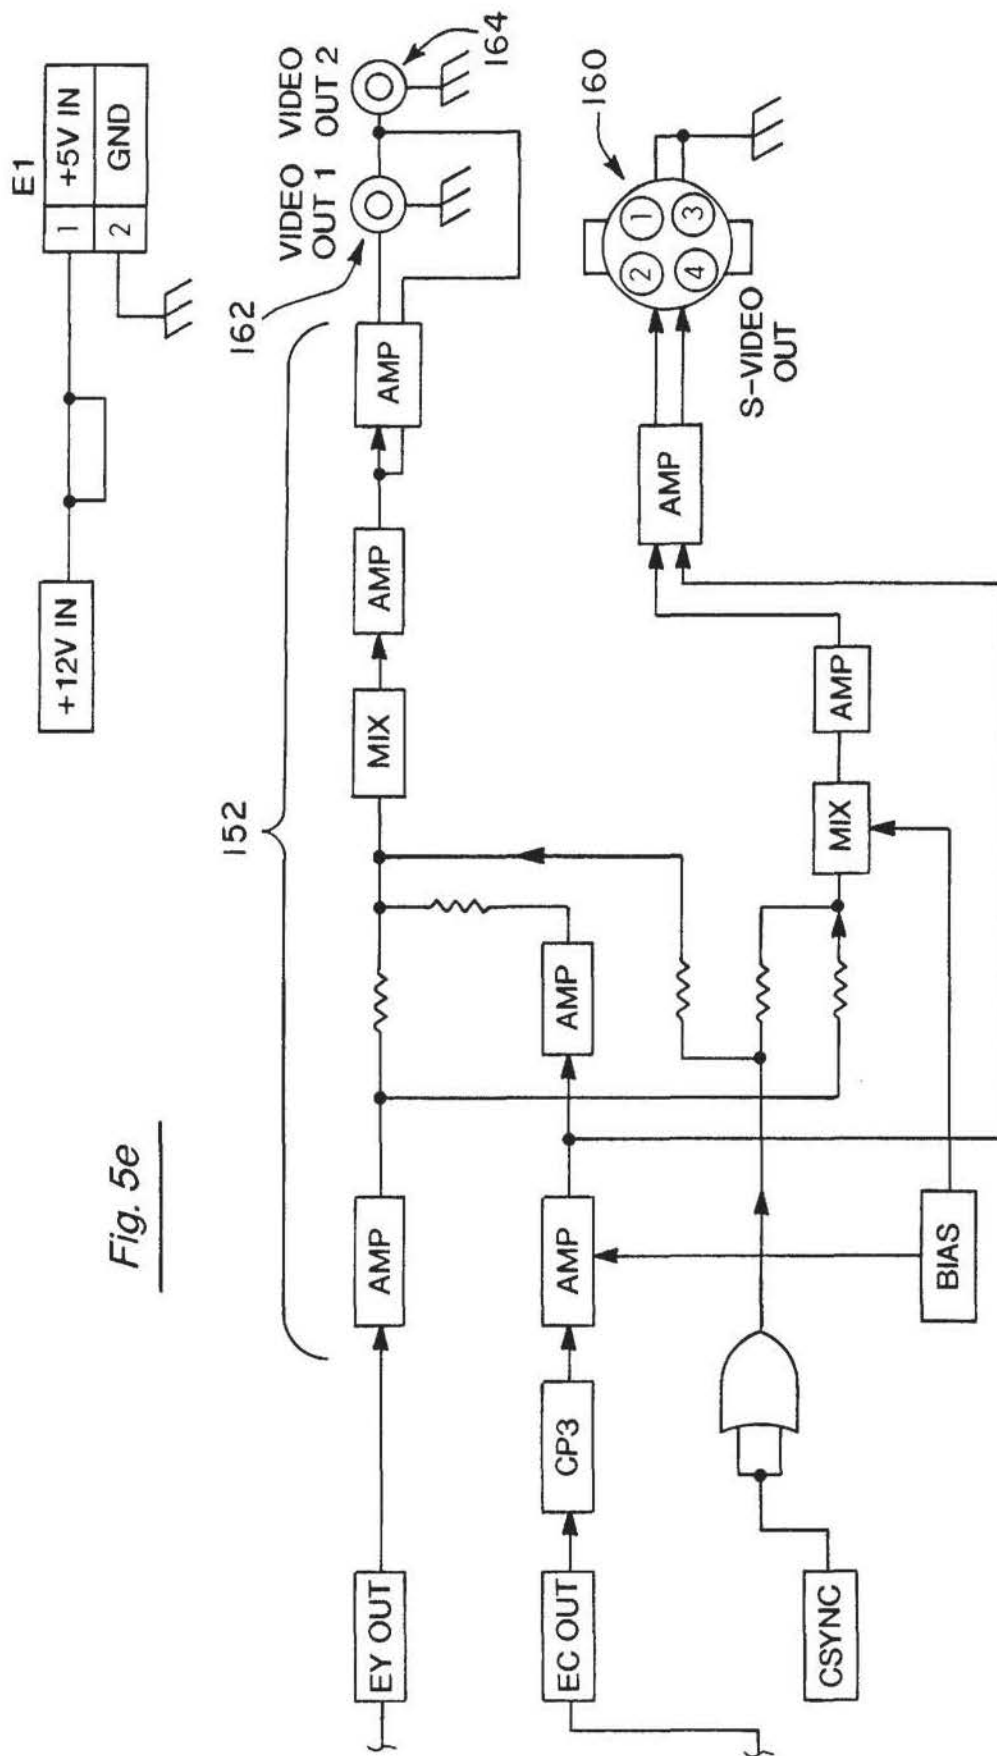 Fig. 5e
E1
1
+5V IN
2
GND
+12V IN
152
162
VIDEO
OUT 1
VIDEO
OUT 2
164
EY OUT
AMP
MIX
AMP
AMP
AMP
EC OUT
CP3
AMP
160
2
1
4
3
S-VIDEO
OUT
AMP
CSYNC
BIAS
MIX
AMP